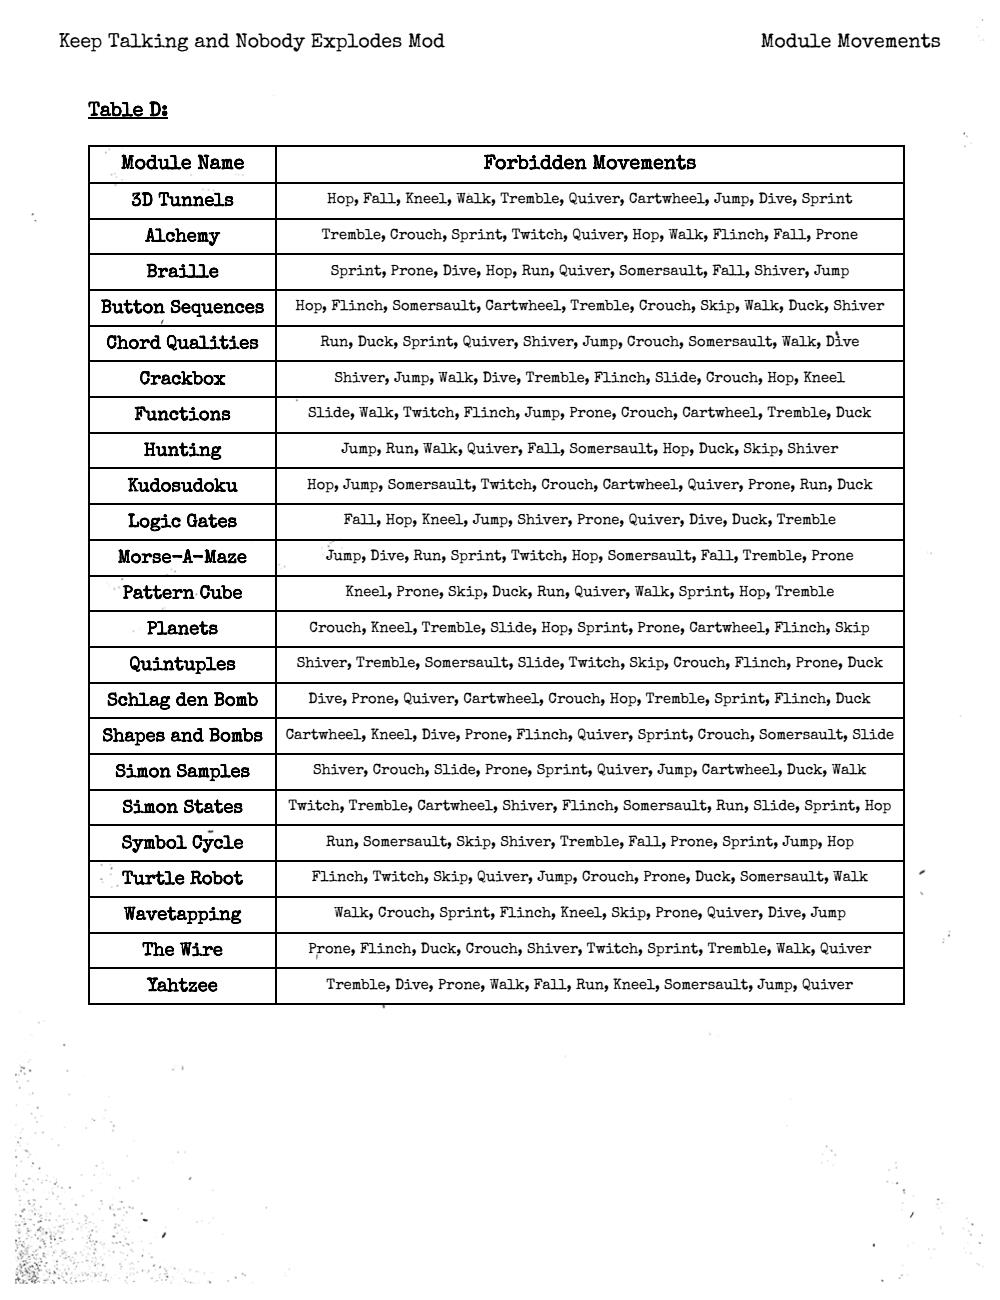 Keep Talking and Nobody Explodes Mod Module Movements
Table D:
Module Name Forbidden Movements
3D Tunnels Hop, Fall, Kneel, Walk, Tremble, Quiver, Cartwheel, Jump, Dive, Sprint
Alchemy Tremble, Crouch, Sprint, Twitch, Quiver, Hop, Walk, Flinch, Fall, Prone
Braille Sprint, Prone, Dive, Hop, Run, Quiver, Somersault, Fall, Shiver, Jump
Button Sequences Hop, Flinch, Somersault, Cartwheel, Tremble, Crouch, Skip, Walk, Duck, Shiver
Chord Qualities Run, Duck, Sprint, Quiver, Shiver, Jump, Crouch, Somersault, Walk, Dive
Crackbox Shiver, Jump, Walk, Dive, Tremble, Flinch, Slide, Crouch, Hop, Kneel
Functions Slide, Walk, Twitch, Flinch, Jump, Prone, Crouch, Cartwheel, Tremble, Duck
Hunting Jump, Run, Walk, Quiver, Fall, Somersault, Hop, Duck, Skip, Shiver
Kudosudoku Hop, Jump, Somersault, Twitch, Crouch, Cartwheel, Quiver, Prone, Run, Duck
Logic Gates Fall, Hop, Kneel, Jump, Shiver, Prone, Quiver, Dive, Duck, Tremble
Morse-A-Maze Jump, Dive, Run, Sprint, Twitch, Hop, Somersault, Fall, Tremble, Prone
Pattern Cube Kneel, Prone, Skip, Duck, Run, Quiver, Walk, Sprint, Hop, Tremble
Planets Crouch, Kneel, Tremble, Slide, Hop, Sprint, Prone, Cartwheel, Flinch, Skip
Quintuples Shiver, Tremble, Somersault, Slide, Twitch, Skip, Crouch, Flinch, Prone, Duck
Schlag den Bomb Dive, Prone, Quiver, Cartwheel, Crouch, Hop, Tremble, Sprint, Flinch, Duck
Shapes and Bombs Cartwheel, Kneel, Dive, Prone, Flinch, Quiver, Sprint, Crouch, Somersault, Slide
Simon Samples Shiver, Crouch, Slide, Prone, Sprint, Quiver, Jump, Cartwheel, Duck, Walk
Simon States Twitch, Tremble, Cartwheel, Shiver, Flinch, Somersault, Run, Slide, Sprint, Hop
Symbol Cycle Run, Somersault, Skip, Shiver, Tremble, Fall, Prone, Sprint, Jump, Hop
Turtle Robot Flinch, Twitch, Skip, Quiver, Jump, Crouch, Prone, Duck, Somersault, Walk
Wavetapping Walk, Crouch, Sprint, Flinch, Kneel, Skip, Prone, Quiver, Dive, Jump
The Wire Prone, Flinch, Duck, Crouch, Shiver, Twitch, Sprint, Tremble, Walk, Quiver
Yahtzee Tremble, Dive, Prone, Walk, Fall, Run, Kneel, Somersault, Jump, Quiver